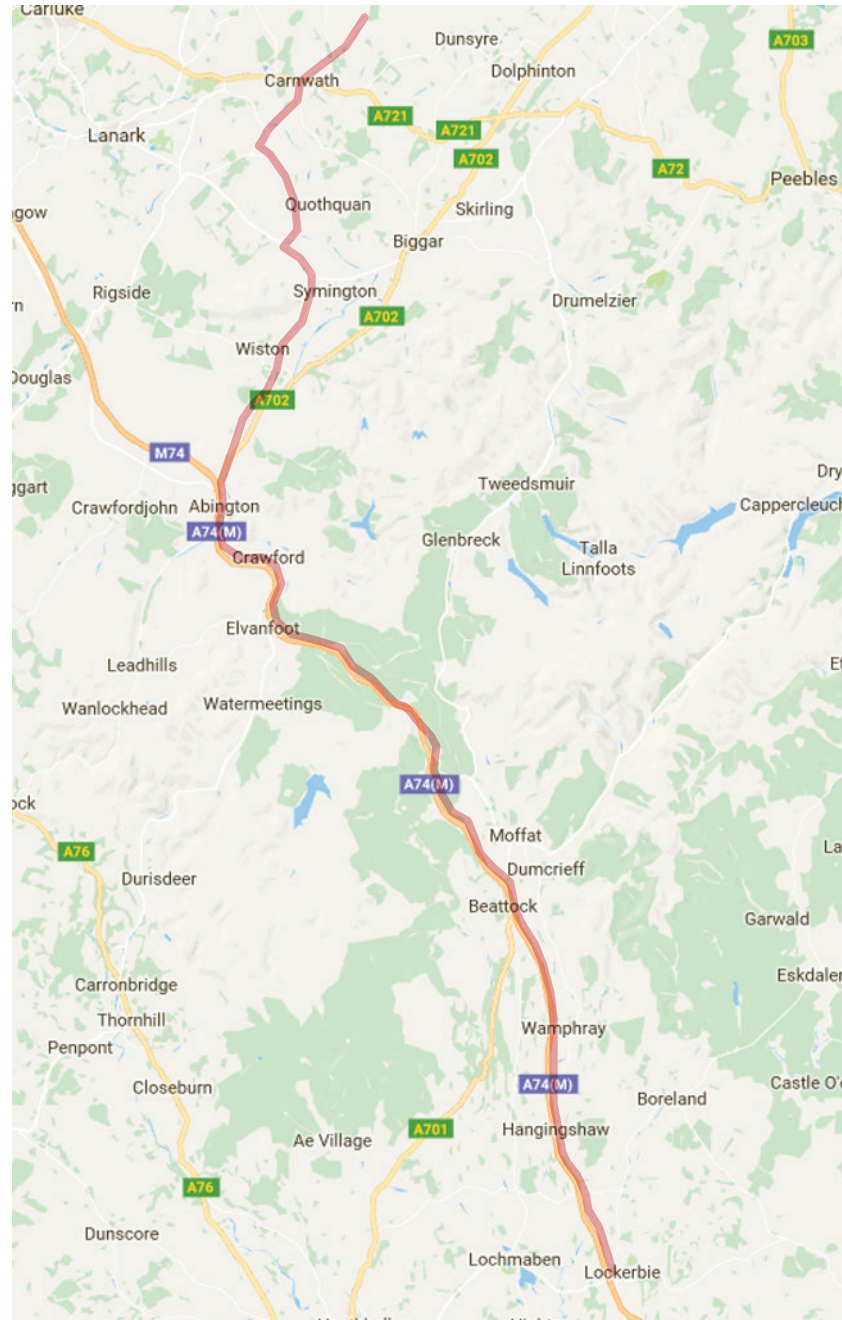 Carluke
Dunsyre
A703
Dolphinton
Carnwath
A721
A721
Lanark
A702
A72
Peebles
gow
Quothquan
Skirling
Biggar
Rigside
Symington
Drumelzier
rn
A702
Wiston
Douglas
A702
M74
Dry
ggart
Tweedsmuir
Crawfordjohn
Abington
Cappercleuch
A74(M)
Glenbreck
Talla
Linnfoots
Crawford
Elvanfoot
Leadhills
Et
Wanlockhead
Watermeetings
A74(M)
ock
Moffat
A76
La
Dumcrieff
Durisdeer
Beattock
Garwald
Eskdaler
Carronbridge
Thornhill
Wamphray
Penpont
Closeburn
A74(M)
Castle O'
Boreland
A701
Hangingshaw
Ae Village
A76
Dunscore
Lochmaben
Lockerbie